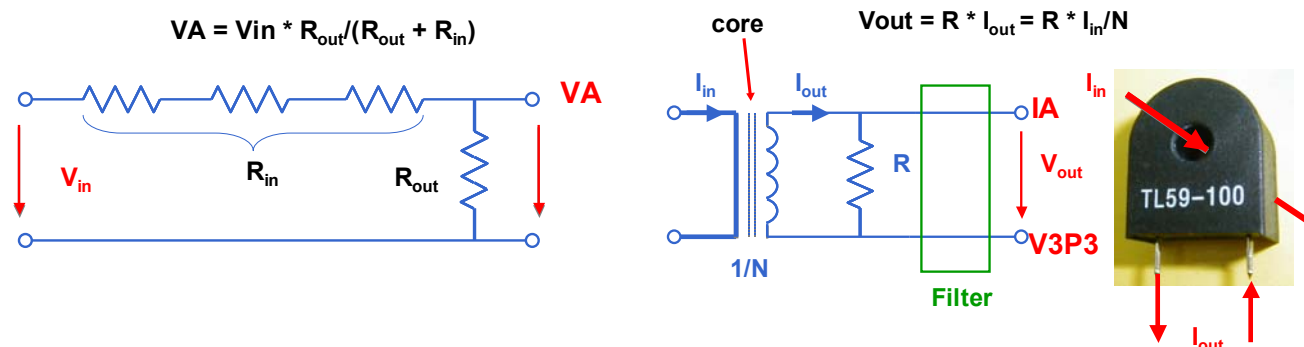 VA = Vin * Rout/(Rout + Rin)
VA
Vin
Rin
Rout
core
Vout = R * Iout = R * Iin/N
Iin
Iout
R
1/N
Filter
IA
Vout
V3P3
Iin
TL59-100
Iout